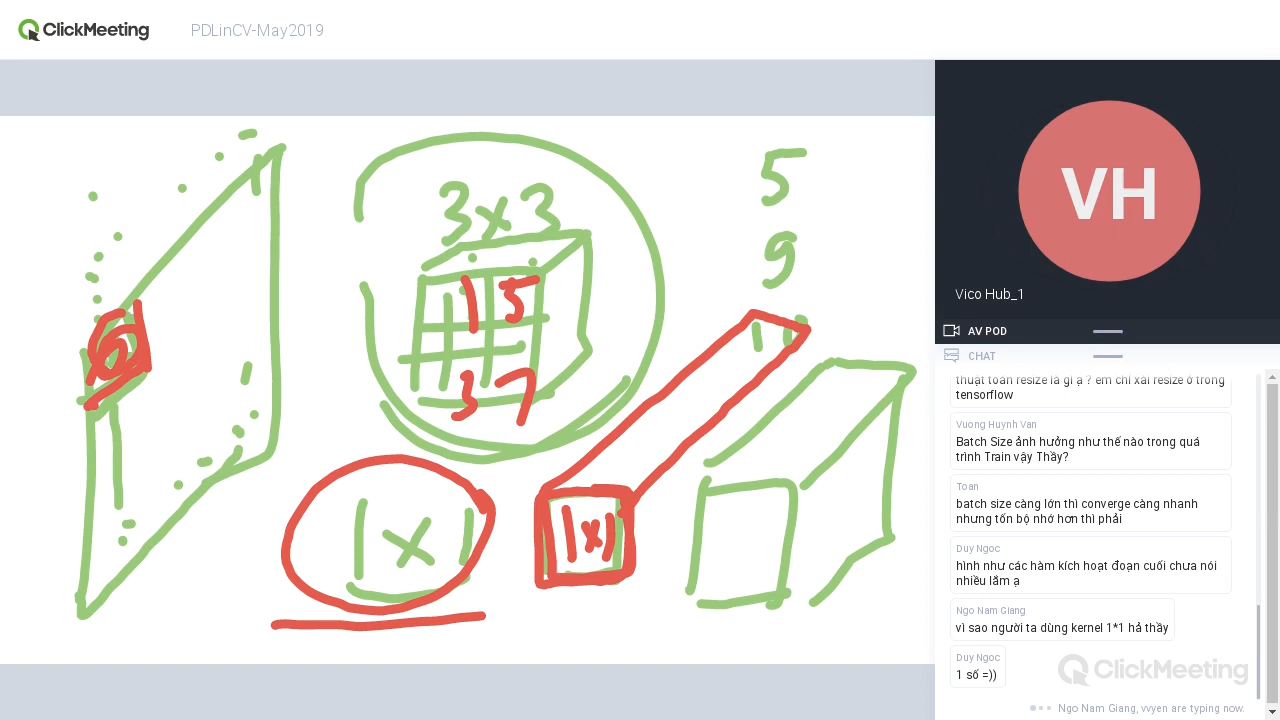 ClickMeeting
PDLinCV-May2019
3x3
5
9
1 5
3 7
1x1
1x1
VH
Vico Hub_1
AV POD
CHAT
thuật toán resize là gì ạ ? em chỉ xài resize ở trong
tensorflow
Vuong Huynh Van
Batch Size ảnh hưởng như thế nào trong quá
trình Train vậy Thầy?
Toan
batch size càng lớn thì converge càng nhanh
nhưng tốn bộ nhớ hơn thì phải
Duy Ngoc
hình như các hàm kích hoạt đoạn cuối chưa nói
nhiều lắm ạ
Ngo Nam Giang
vì sao người ta dùng kernel 1*1 hả thầy
Duy Ngoc
1 số =))
ClickMeeting
Ngo Nam Giang, vvyen are typing now.